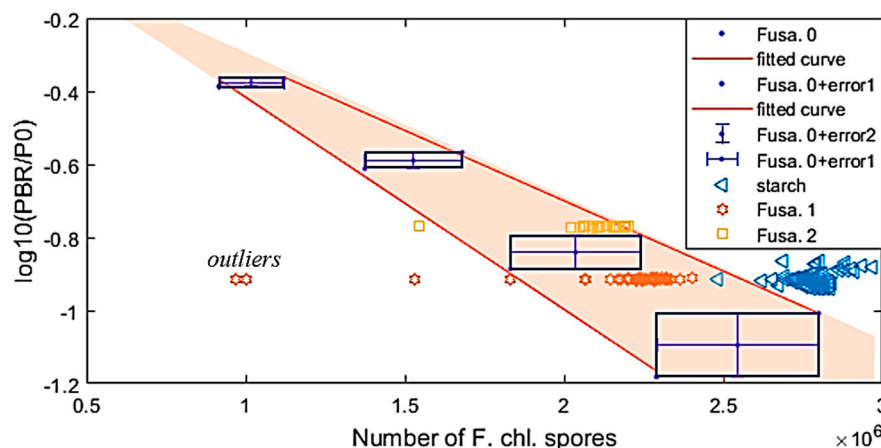 -0.2
-0.4
-0.6
-0.8
-1
-1.2
log10(PBR/P0)
outliers
Fusa. 0
fitted curve
Fusa. 0+error1
fitted curve
Fusa. 0+error2
Fusa. 0+error1
starch
Fusa. 1
Fusa. 2
0.5 1 1.5 2 2.5 3
Number of F. chl. spores ×10⁶